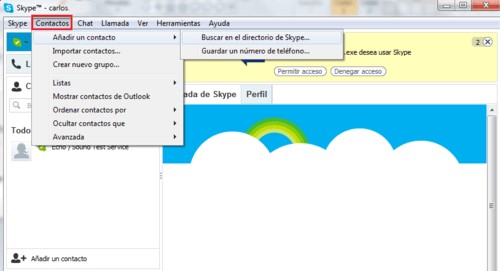 Skype™ - carlos
Skype Contactos Chat Llamada Ver Herramientas Ayuda
Añadir un contacto
Importar contactos...
Crear nuevo grupo...
Listas
Mostrar contactos de Outlook
Ordenar contactos por
Ocultar contactos que
Avanzada
Buscar en el directorio de Skype...
Guardar un número de teléfono...
.exe desea usar Skype
2
Permitir acceso Denegar acceso
ada de Skype Perfil
Todo
Echo / Sound Test Service
Añadir un contacto